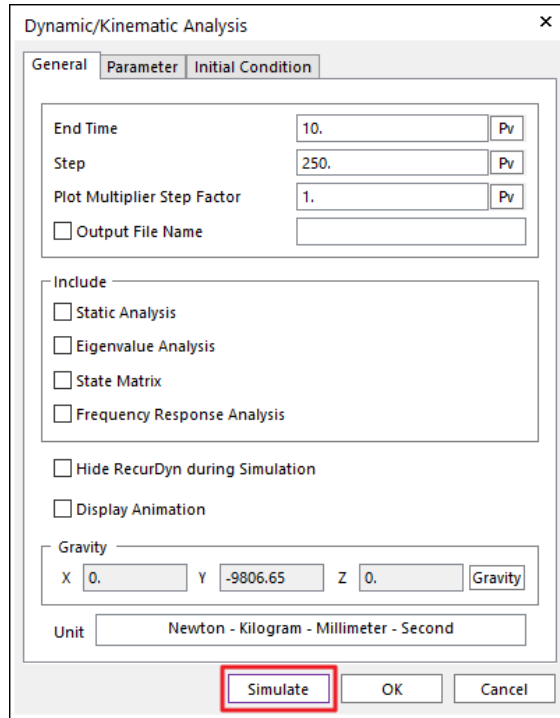 Dynamic/Kinematic Analysis ×
General Parameter Initial Condition
End Time 10. Pv
Step 250. Pv
Plot Multiplier Step Factor 1. Pv
Output File Name
Include
Static Analysis
Eigenvalue Analysis
State Matrix
Frequency Response Analysis
Hide RecurDyn during Simulation
Display Animation
Gravity
X 0. Y -9806.65 Z 0. Gravity
Unit Newton - Kilogram - Millimeter - Second
Simulate OK Cancel